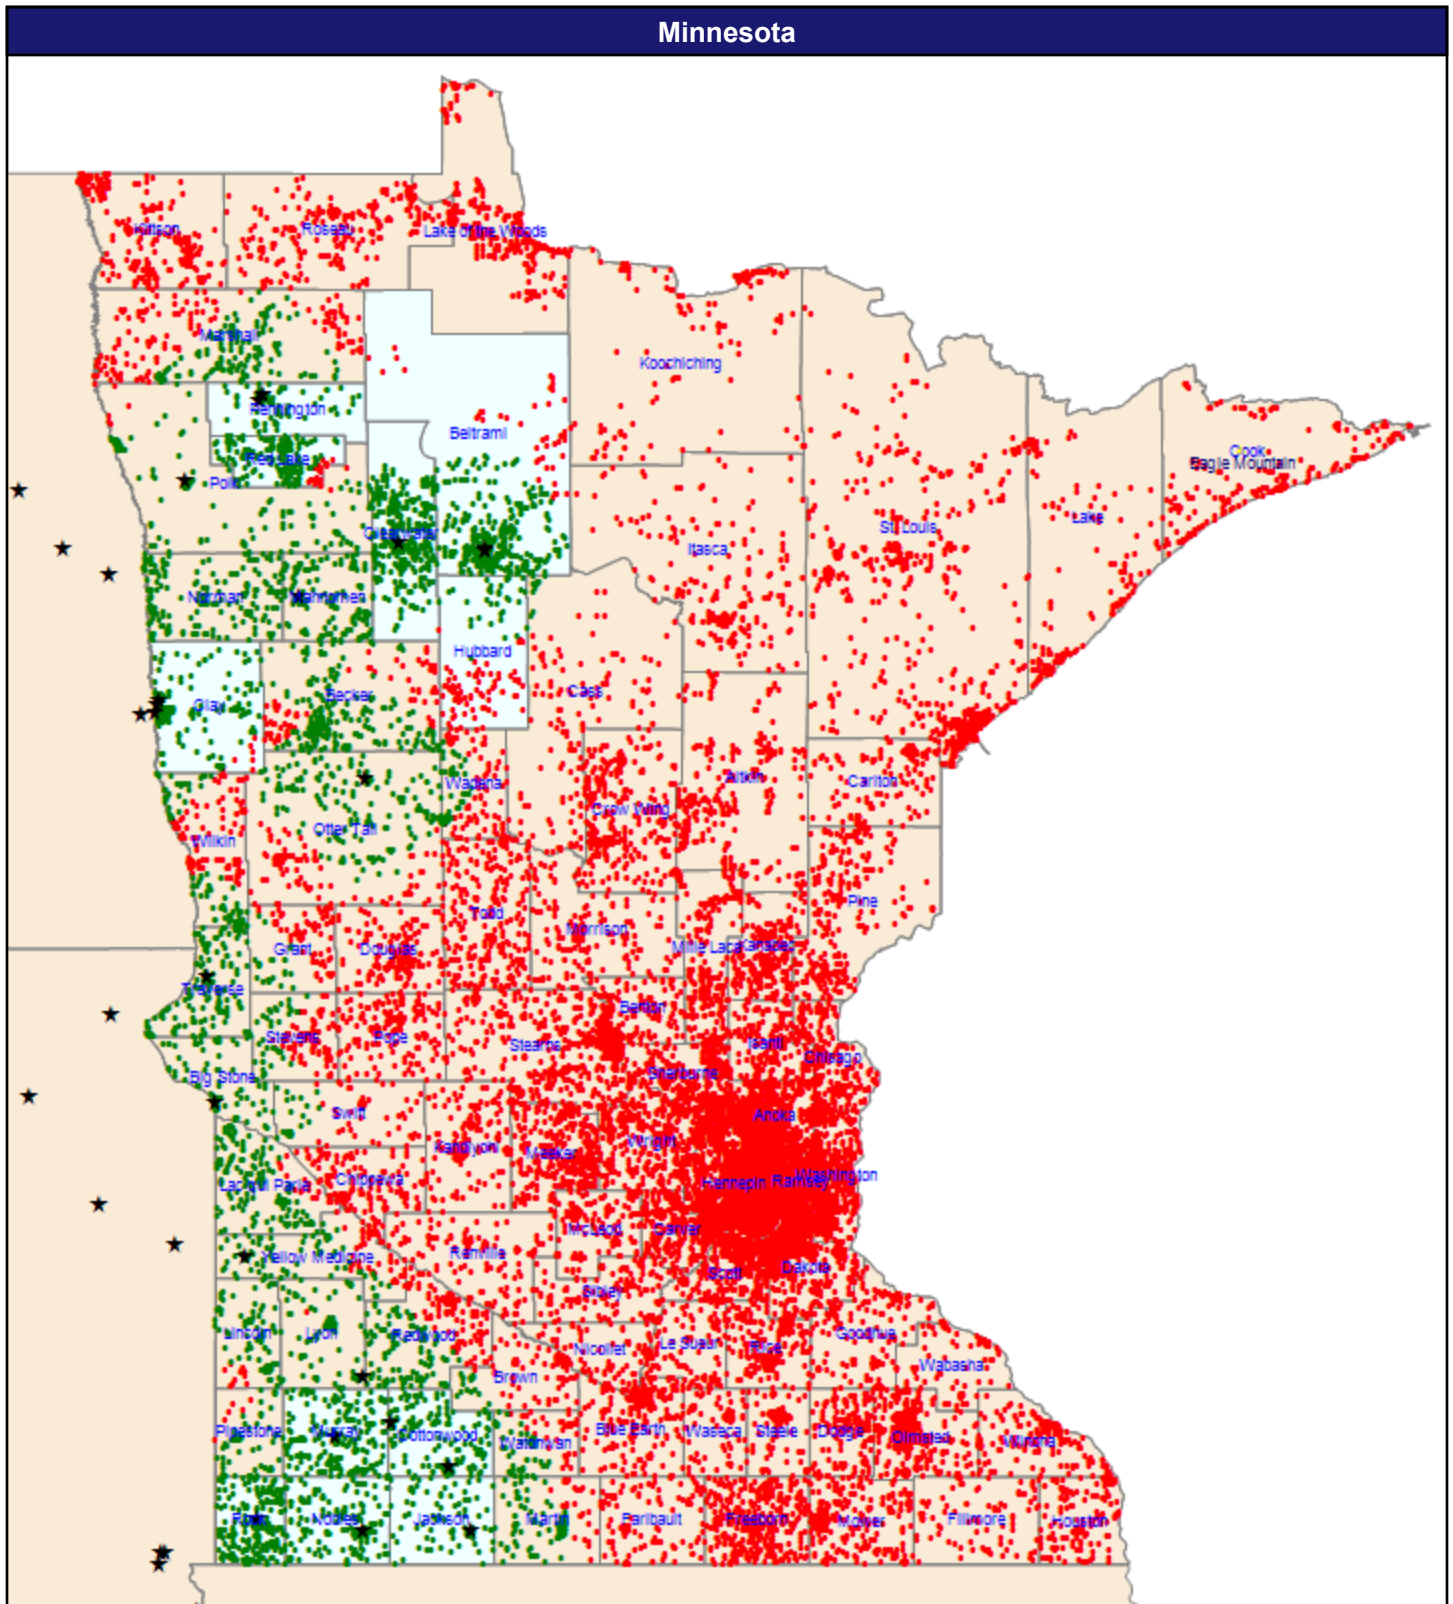 Minnesota
Kittson
Roseau
Lake of the Woods
Marshall
Koochiching
Pennington
Beltrami
Cook
Red Lake
Eagle Mountain
Polk
Lake
St. Louis
Clearwater
Itasca
Norman
Mahnomen
Hubbard
Cass
Becker
Clay
Aitkin
Carlton
Wadena
Crow Wing
Otter Tail
Wilkin
Pine
Todd
Morrison
Mille Lacs
Kanabec
Grant
Douglas
Traverse
Benton
Stevens
Pope
Stearns
Isanti
Chisago
Big Stone
Sherburne
Swift
Anoka
Kandiyohi
Meeker
Wright
Lac qui Parle
Chippewa
Hennepin
Ramsey
Washington
McLeod
Carver
Yellow Medicine
Renville
Scott
Dakota
Sibley
Lincoln
Lyon
Redwood
Nicollet
Le Sueur
Rice
Goodhue
Wabasha
Brown
Pipestone
Murray
Cottonwood
Watonwan
Blue Earth
Waseca
Steele
Dodge
Olmsted
Winona
Rock
Nobles
Jackson
Martin
Faribault
Freeborn
Mower
Fillmore
Houston